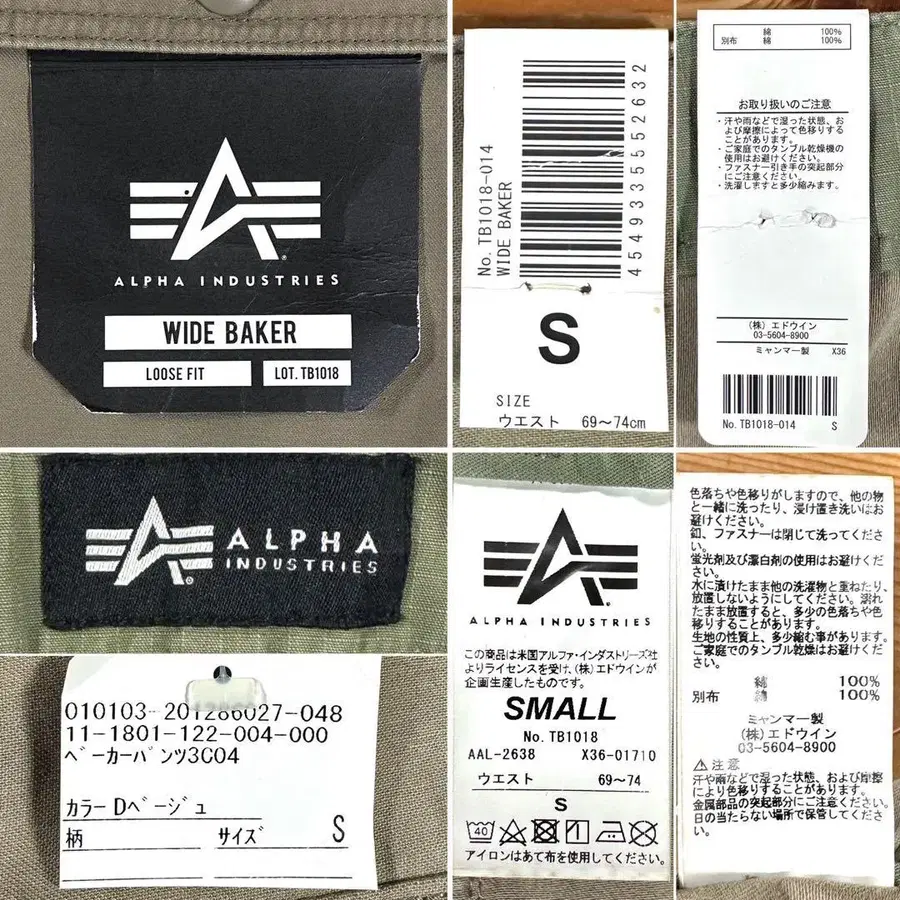 ALPHA INDUSTRIES
WIDE BAKER
LOOSE FIT
LOT. TB1018
No. TB1018-014
WIDE BAKER
4549335552632
S
SIZE
ウエスト 69〜74cm
綿 100%
別布 綿 100%
お取り扱いのご注意
・汗や雨などで湿った状態、および摩擦によって色移りすることがあります。
・ご家庭でのタンブル乾燥機の使用はお避けください。
・ファスナー引き手の突起部分にご注意ください。
・洗濯しますと多少縮みます。
(株)エドウイン
03-5604-8900
ミャンマー製 X36
No. TB1018-014 S
ALPHA
INDUSTRIES
010103-201286027-048
11-1801-122-004-000
ベーカーパンツ3C04
カラー Dベージュ
柄 サイズ S
ALPHA INDUSTRIES
この商品は米国アルファ・インダストリーズ社
よりライセンスを受け、(株)エドウインが
企画生産したものです。
SMALL
No. TB1018
AAL-2638 X36-01710
ウエスト 69〜74
S
40
アイロンはあて布を使用してください。
色落ちや色移りがしますので、他の物
と一緒に洗ったり、浸け置き洗いはお
避けください。
釦、ファスナーは閉じて洗ってくださ
い。
蛍光剤及び漂白剤の使用はお避けください。
水に漬けたまま他の洗濯物と重ねたり、
放置しないようにしてください。濡れ
たまま放置すると、多少の色落ちや色
移りすることがあります。
生地の性質上、多少縮む事があります。
ご家庭でのタンブル乾燥はお避けください。
綿 100%
別布 綿 100%
ミャンマー製
(株)エドウイン
03-5604-8900
⚠注意
汗や雨などで湿った状態、および摩擦
により色移りすることがあります。
金属部品の突起部分にご注意ください。
日の当たらない場所で保管してくださ
い。